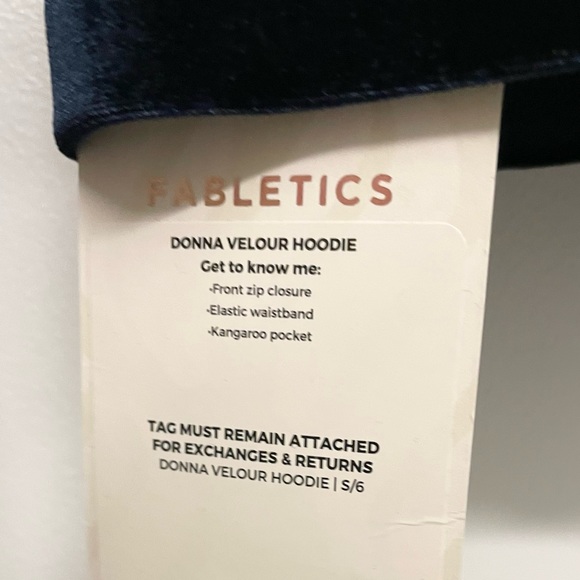 FABLETICS
DONNA VELOUR HOODIE
Get to know me:
•Front zip closure
•Elastic waistband
•Kangaroo pocket
TAG MUST REMAIN ATTACHED
FOR EXCHANGES & RETURNS
DONNA VELOUR HOODIE | S/6